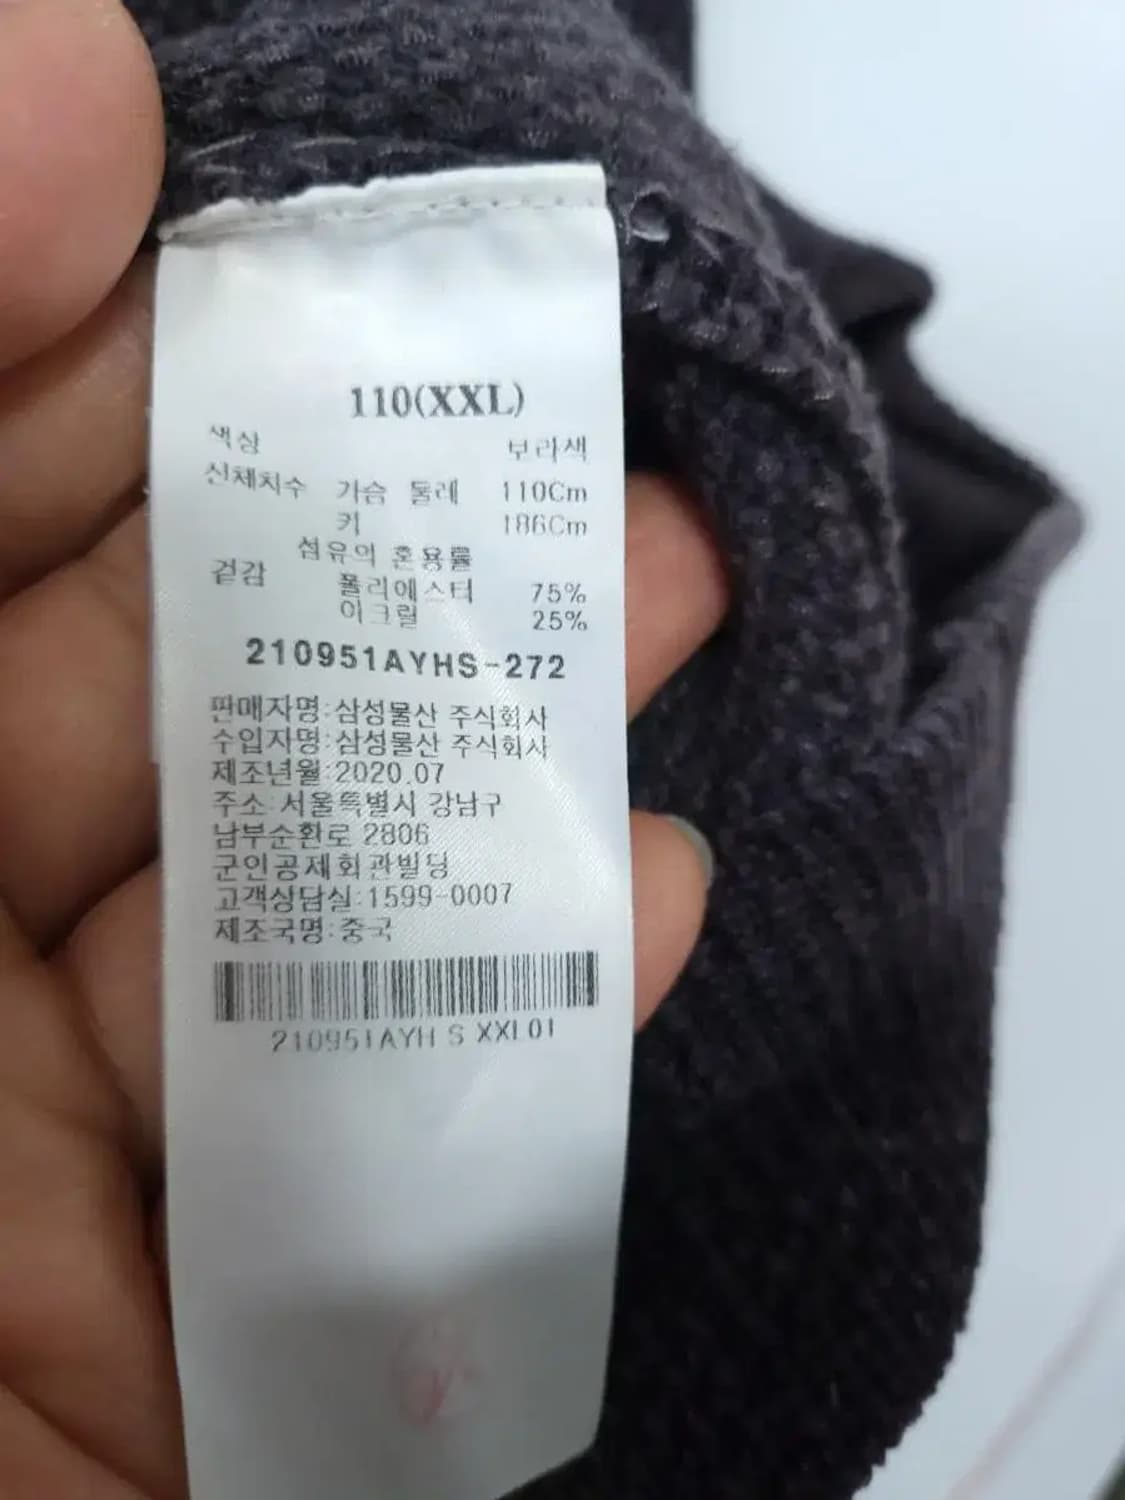 110(XXL)
색상 보라색
신체치수 가슴 둘레 110Cm
키 186Cm
섬유의 혼용률
겉감 폴리에스터 75%
이크릴 25%
210951AYHS-272
판매자명:삼성물산 주식회사
수입자명:삼성물산 주식회사
제조년월:2020.07
주소:서울특별시 강남구
남부순환로 2806
군인공제회관빌딩
고객상담실:1599-0007
제조국명:중국
210951AYH S XXL01